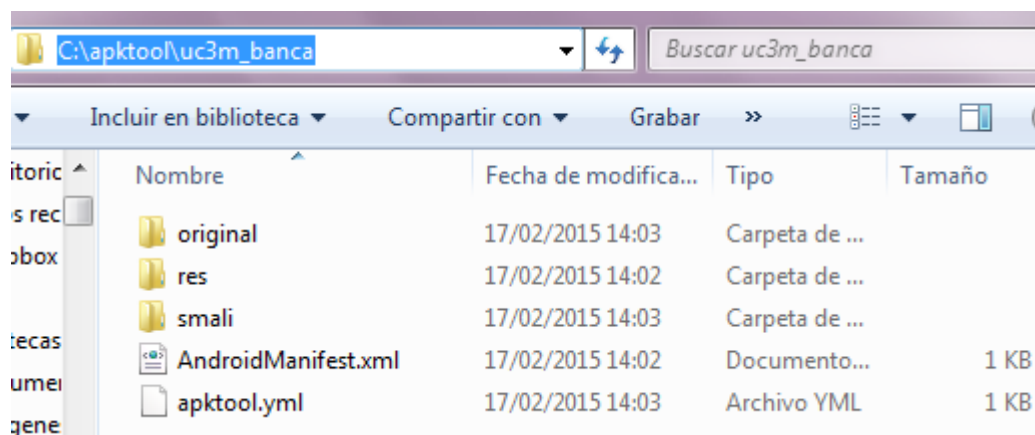 C:\apktool\uc3m_banca Buscar uc3m_banca
Incluir en biblioteca Compartir con Grabar »
Nombre Fecha de modifica... Tipo Tamaño
original 17/02/2015 14:03 Carpeta de ...
res 17/02/2015 14:02 Carpeta de ...
smali 17/02/2015 14:03 Carpeta de ...
AndroidManifest.xml 17/02/2015 14:02 Documento... 1 KB
apktool.yml 17/02/2015 14:03 Archivo YML 1 KB